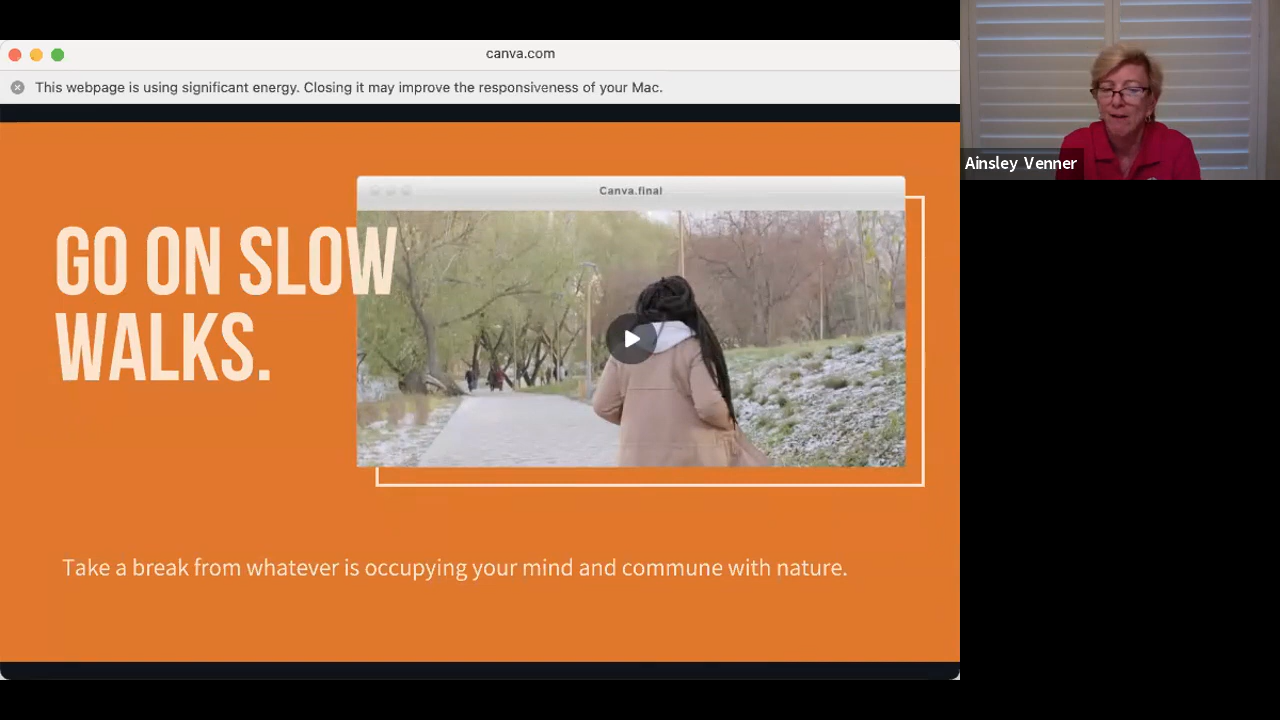 canva.com
This webpage is using significant energy. Closing it may improve the responsiveness of your Mac.
Ainsley Venner
Canva.final
GO ON SLOW
WALKS.
Take a break from whatever is occupying your mind and commune with nature.